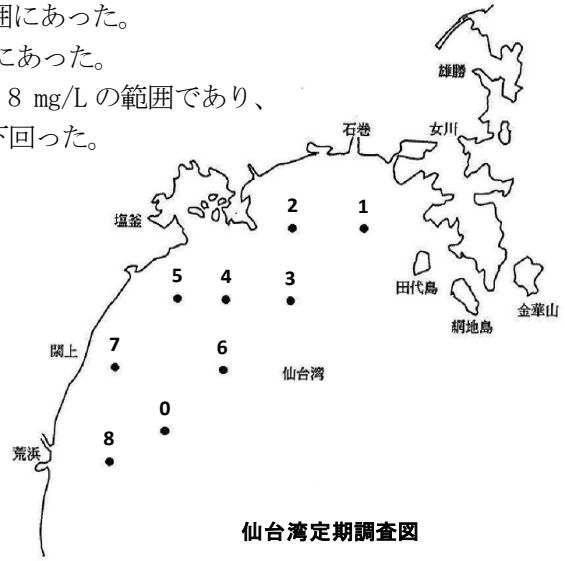 囲にあった。
にあった。
8 mg/L の範囲であり、
下回った。
雄勝
石巻
女川
塩釜
2
1
5
4
3
田代島
金華山
網地島
閖上
7
6
仙台湾
0
荒浜
8
仙台湾定期調査図